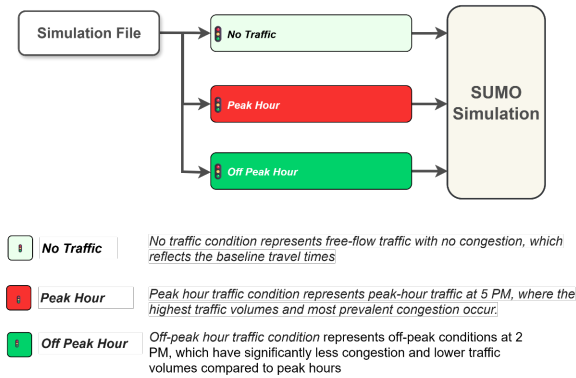 Simulation File
No Traffic
Peak Hour
Off Peak Hour
SUMO
Simulation
No Traffic
No traffic condition represents free-flow traffic with no congestion, which
reflects the baseline travel times
Peak Hour
Peak hour traffic condition represents peak-hour traffic at 5 PM, where the
highest traffic volumes and most prevalent congestion occur.
Off Peak Hour
Off-peak hour traffic condition represents off-peak conditions at 2
PM, which have significantly less congestion and lower traffic
volumes compared to peak hours